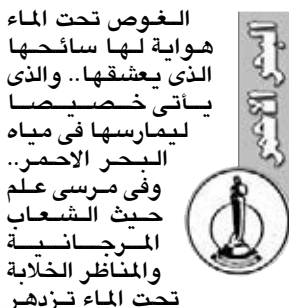 الغوص تحت الماء
هواية لها سائحها
الذى يعشقها.. والذى
يأتى خصيصا
ليمارسها فى مياه
البحر الاحمر..
وفى مرسى علم
حيث الشعاب
المرجانية
والمناظر الخلابة
تحت الماء تزدهر